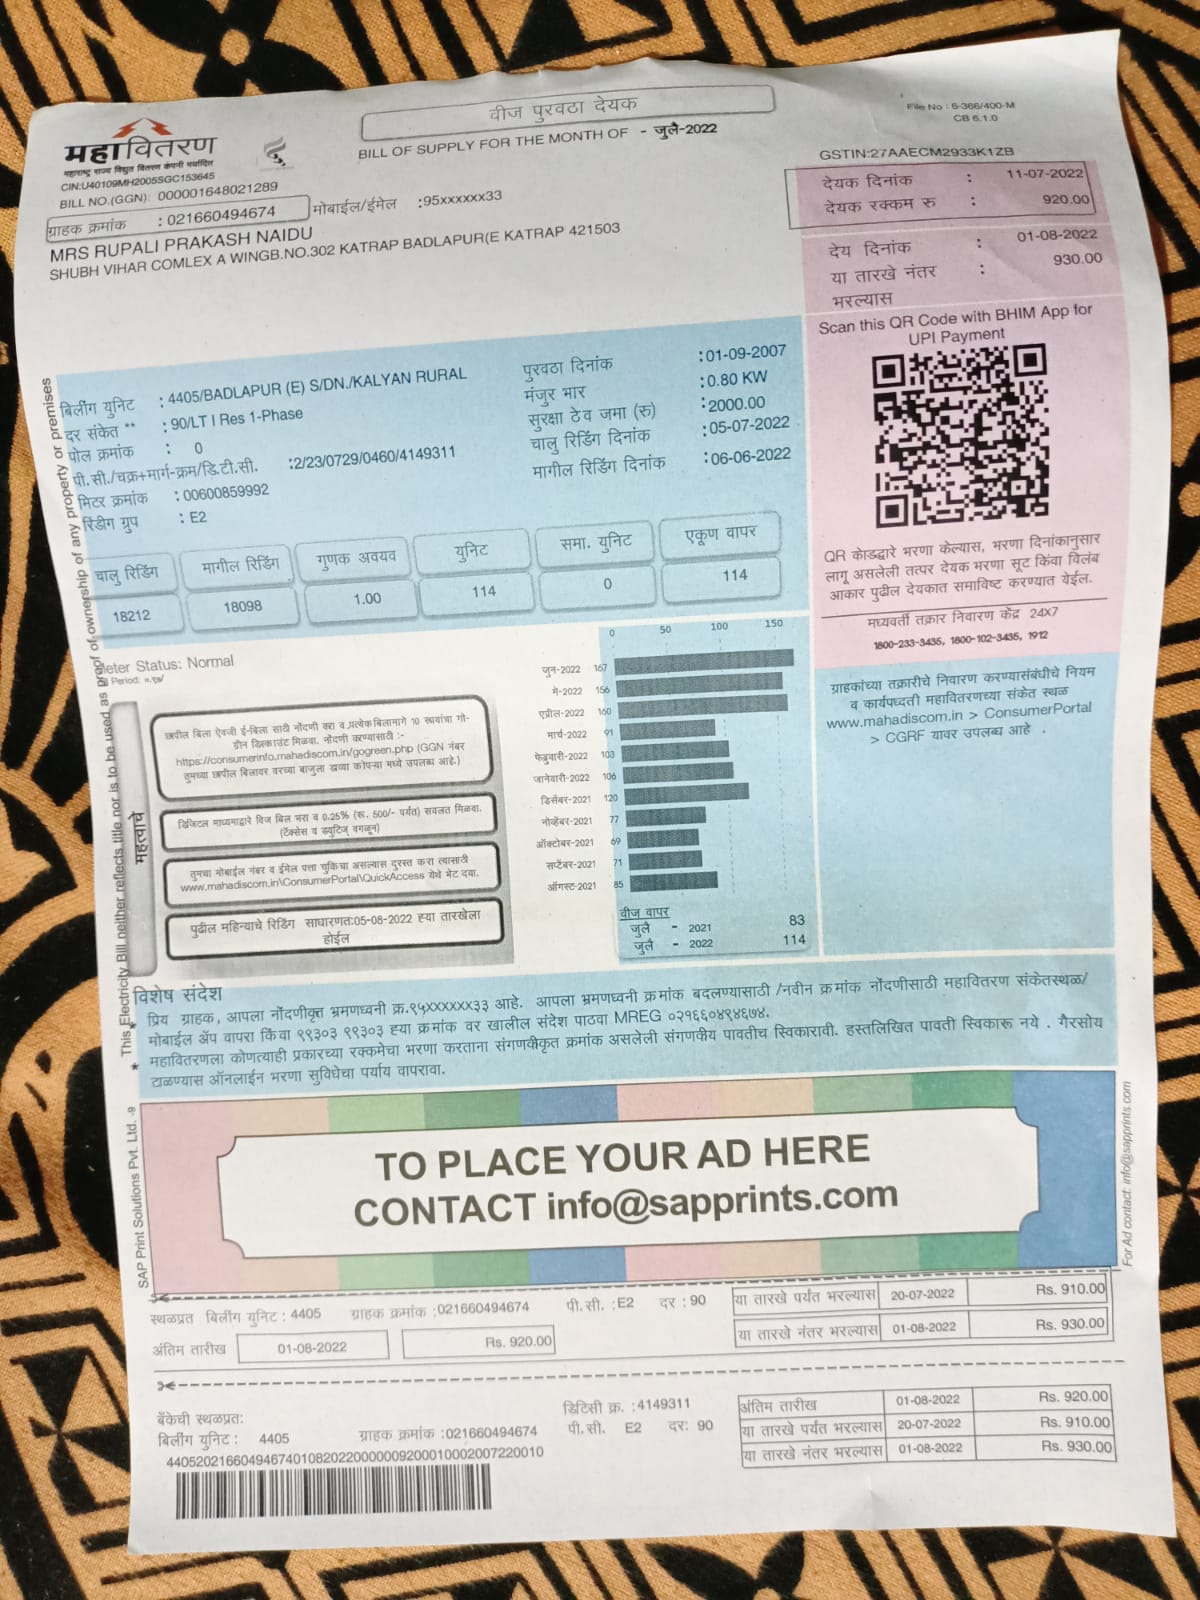 वीज पुरवठा देयक
BILL OF SUPPLY FOR THE MONTH OF - जुलै-2022
File No : 6-366/400-M
CB 6.1.0
महावितरण
महाराष्ट्र राज्य विद्युत वितरण कंपनी मर्यादित
CIN:U40109MH2005SGC153645
BILL NO.(GGN): 000001648021289
ग्राहक क्रमांक : 021660494674
मोबाईल/ईमेल :95xxxxxx33
MRS RUPALI PRAKASH NAIDU
SHUBH VIHAR COMLEX A WINGB.NO.302 KATRAP BADLAPUR(E KATRAP 421503
GSTIN:27AAECM2933K1ZB
देयक दिनांक : 11-07-2022
देयक रक्कम रु : 920.00
देय दिनांक : 01-08-2022
या तारखे नंतर : 930.00
भरल्यास
Scan this QR Code with BHIM App for
UPI Payment
QR कोडद्वारे भरणा केल्यास, भरणा दिनांकानुसार
लागू असलेली तत्पर देयक भरणा सूट किंवा विलंब
आकार पुढील देयकात समाविष्ट करण्यात येईल.
मध्यवर्ती तक्रार निवारण केंद्र 24X7
1800-233-3435, 1800-102-3435, 1912
बिलींग युनिट : 4405/BADLAPUR (E) S/DN./KALYAN RURAL
दर संकेत ** : 90/LT I Res 1-Phase
पोल क्रमांक : 0
पी.सी./चक्र+मार्ग-क्रम/डि.टी.सी. :2/23/0729/0460/4149311
मिटर क्रमांक : 00600859992
रिंडीग ग्रुप : E2
पुरवठा दिनांक :01-09-2007
मंजुर भार :0.80 KW
सुरक्षा ठेव जमा (रु) :2000.00
चालु रिडिंग दिनांक :05-07-2022
मागील रिडिंग दिनांक :06-06-2022
चालु रिडिंग मागील रिडिंग गुणक अवयव युनिट समा. युनिट एकूण वापर
18212 18098 1.00 114 0 114
Meter Status: Normal
Period: ०.९७/
महत्वाचे
छापील बिला ऐवजी ई-बिला साठी नोंदणी करा व प्रत्येक बिलामागे 10 रूपयांचा गो-
ग्रीन डिस्काउंट मिळवा. नोंदणी करण्यासाठी :-
https://consumerinfo.mahadiscom.in/gogreen.php (GGN नंबर
तुमच्या छापील बिलावर वरच्या बाजुला डाव्या कोपऱ्या मध्ये उपलब्ध आहे.)
डिजिटल माध्यमाद्वारे विज बिल भरा व 0.25% (रू. 500/- पर्यंत) सवलत मिळवा.
(टॅक्सेस व ड्युटिज् वगळून)
तुमचा मोबाईल नंबर व ईमेल पत्ता चुकिचा असल्यास दुरस्त करा त्यासाठी
www.mahadiscom.in\ConsumerPortal\QuickAccess येथे भेट दया.
पुढील महिन्याचे रिडिंग साधारणत:05-08-2022 ह्या तारखेला
होईल
0 50 100 150
जुन-2022 167
मे-2022 156
एप्रील-2022 160
मार्च-2022 91
फेब्रुवारी-2022 103
जानेवारी-2022 106
डिसेंबर-2021 120
नोव्हेंबर-2021 77
ऑक्टोबर-2021 69
सप्टेंबर-2021 71
ऑगस्ट-2021 85
वीज वापर
जुलै - 2021 83
जुलै - 2022 114
ग्राहकांच्या तक्रारीचे निवारण करण्यासंबंधीचे नियम
व कार्यपध्दती महावितरणच्या संकेत स्थळ
www.mahadiscom.in > ConsumerPortal
> CGRF यावर उपलब्ध आहे .
* This Electricity Bill neither reflects title nor is to be used as proof of ownership of any property or premises
विशेष संदेश
प्रिय ग्राहक, आपला नोंदणीकृत भ्रमणध्वनी क्र.९५XXXXXX३३ आहे. आपला भ्रमणध्वनी क्रमांक बदलण्यासाठी /नवीन क्रमांक नोंदणीसाठी महावितरण संकेतस्थळ/
मोबाईल ॲप वापरा किंवा ९९३०३ ९९३०३ ह्या क्रमांक वर खालील संदेश पाठवा MREG ०२१६६०४९४६७४.
* महावितरणला कोणत्याही प्रकारच्या रक्कमेचा भरणा करताना संगणकीकृत क्रमांक असलेली संगणकीय पावतीच स्विकारावी. हस्तलिखित पावती स्विकारू नये . गैरसोय
टाळण्यास ऑनलाईन भरणा सुविधेचा पर्याय वापरावा.
SAP Print Solutions Pvt. Ltd. -9
TO PLACE YOUR AD HERE
CONTACT info@sapprints.com
For Ad contact: info@sapprints.com
स्थळप्रत बिलींग युनिट : 4405 ग्राहक क्रमांक :021660494674 पी.सी. :E2 दर : 90
या तारखे पर्यंत भरल्यास 20-07-2022 Rs. 910.00
अंतिम तारीख 01-08-2022 Rs. 920.00
या तारखे नंतर भरल्यास 01-08-2022 Rs. 930.00
बँकेची स्थळप्रत:
डिटिसी क्र. :4149311
बिलींग युनिट : 4405 ग्राहक क्रमांक :021660494674 पी.सी. E2 दर: 90
अंतिम तारीख 01-08-2022 Rs. 920.00
या तारखे पर्यंत भरल्यास 20-07-2022 Rs. 910.00
या तारखे नंतर भरल्यास 01-08-2022 Rs. 930.00
4405202166049467401082022000000920001000200722​0010